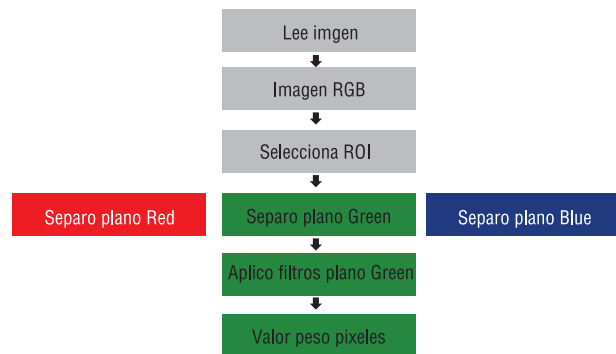 Lee imgen
Imagen RGB
Selecciona ROI
Separo plano Red
Separo plano Green
Separo plano Blue
Aplico filtros plano Green
Valor peso pixeles